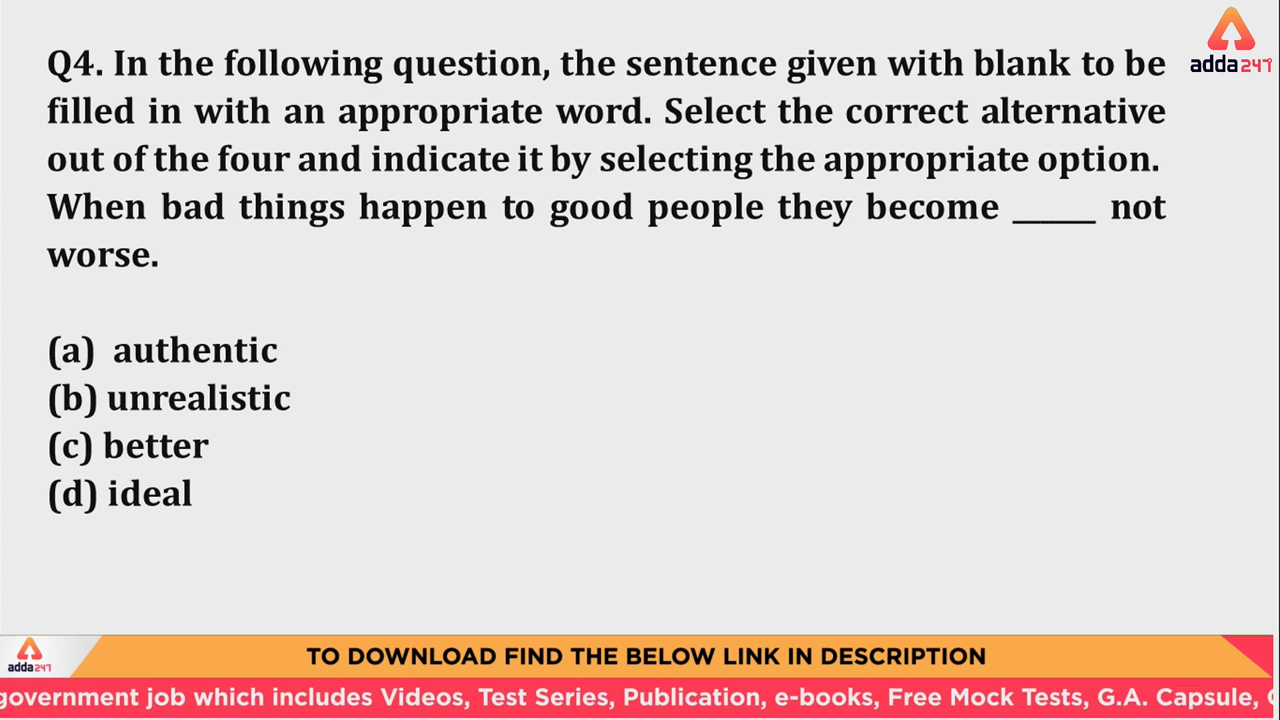 Q4. In the following question, the sentence given with blank to be
filled in with an appropriate word. Select the correct alternative
out of the four and indicate it by selecting the appropriate option.
When bad things happen to good people they become _____ not
worse.
(a) authentic
(b) unrealistic
(c) better
(d) ideal
adda247
adda247
TO DOWNLOAD FIND THE BELOW LINK IN DESCRIPTION
government job which includes Videos, Test Series, Publication, e-books, Free Mock Tests, G.A. Capsule,